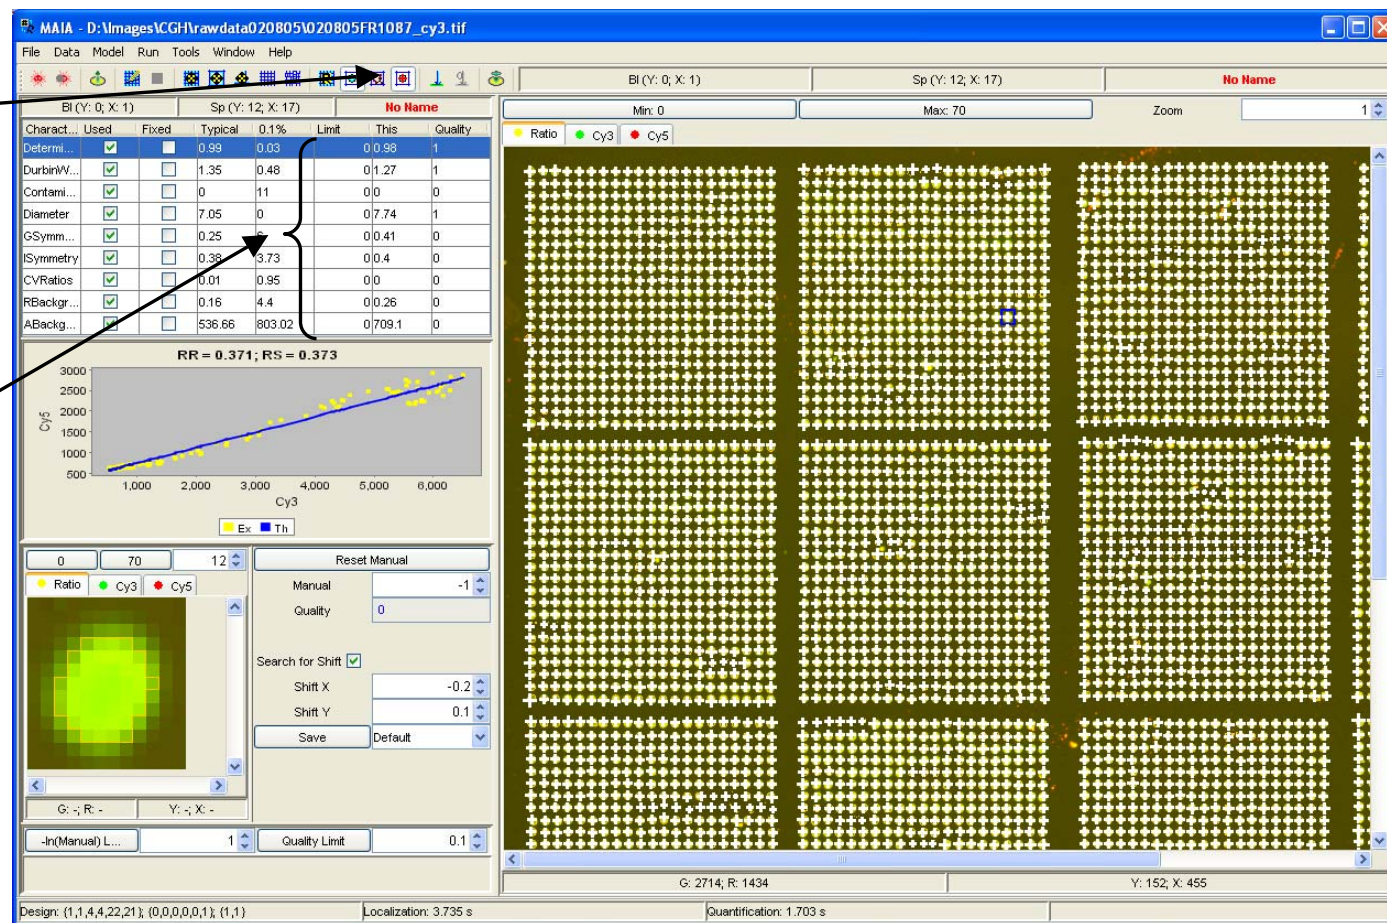 MAIA - D:\Images\CGH\rawdata020805\020805FR1087_cy3.tif
File Data Model Run Tools Window Help
Bl (Y: 0; X: 1) Sp (Y: 12; X: 17) No Name
Bl (Y: 0; X: 1) Sp (Y: 12; X: 17) No Name
Min: 0 Max: 70 Zoom 1
Ratio Cy3 Cy5
Charact... Used Fixed Typical 0.1% Limit This Quality
Determi... 0.99 0.03 0 0.98 1
DurbinW... 1.35 0.48 0 1.27 1
Contami... 0 11 0 0 0
Diameter 7.05 0 0 7.74 1
GSymm... 0.25 0 0.41 0
ISymmetry 0.38 3.73 0 0.4 0
CVRatios 0.01 0.95 0 0 0
RBackgr... 0.16 4.4 0 0.26 0
ABackg... 536.66 803.02 0 709.1 0
RR = 0.371; RS = 0.373
3000
2500
2000
1500
1000
500
Cy5
1,000 2,000 3,000 4,000 5,000 6,000
Cy3
Ex Th
0 70 12
Ratio Cy3 Cy5
G: -; R: - Y: -; X: -
Reset Manual
Manual -1
Quality 0
Search for Shift
Shift X -0.2
Shift Y 0.1
Save Default
-ln(Manual) L... 1 Quality Limit 0.1
G: 2714; R: 1434 Y: 152; X: 455
Design: {1,1,4,4,22,21}; {0,0,0,0,0,1}; {1,1} Localization: 3.735 s Quantification: 1.703 s